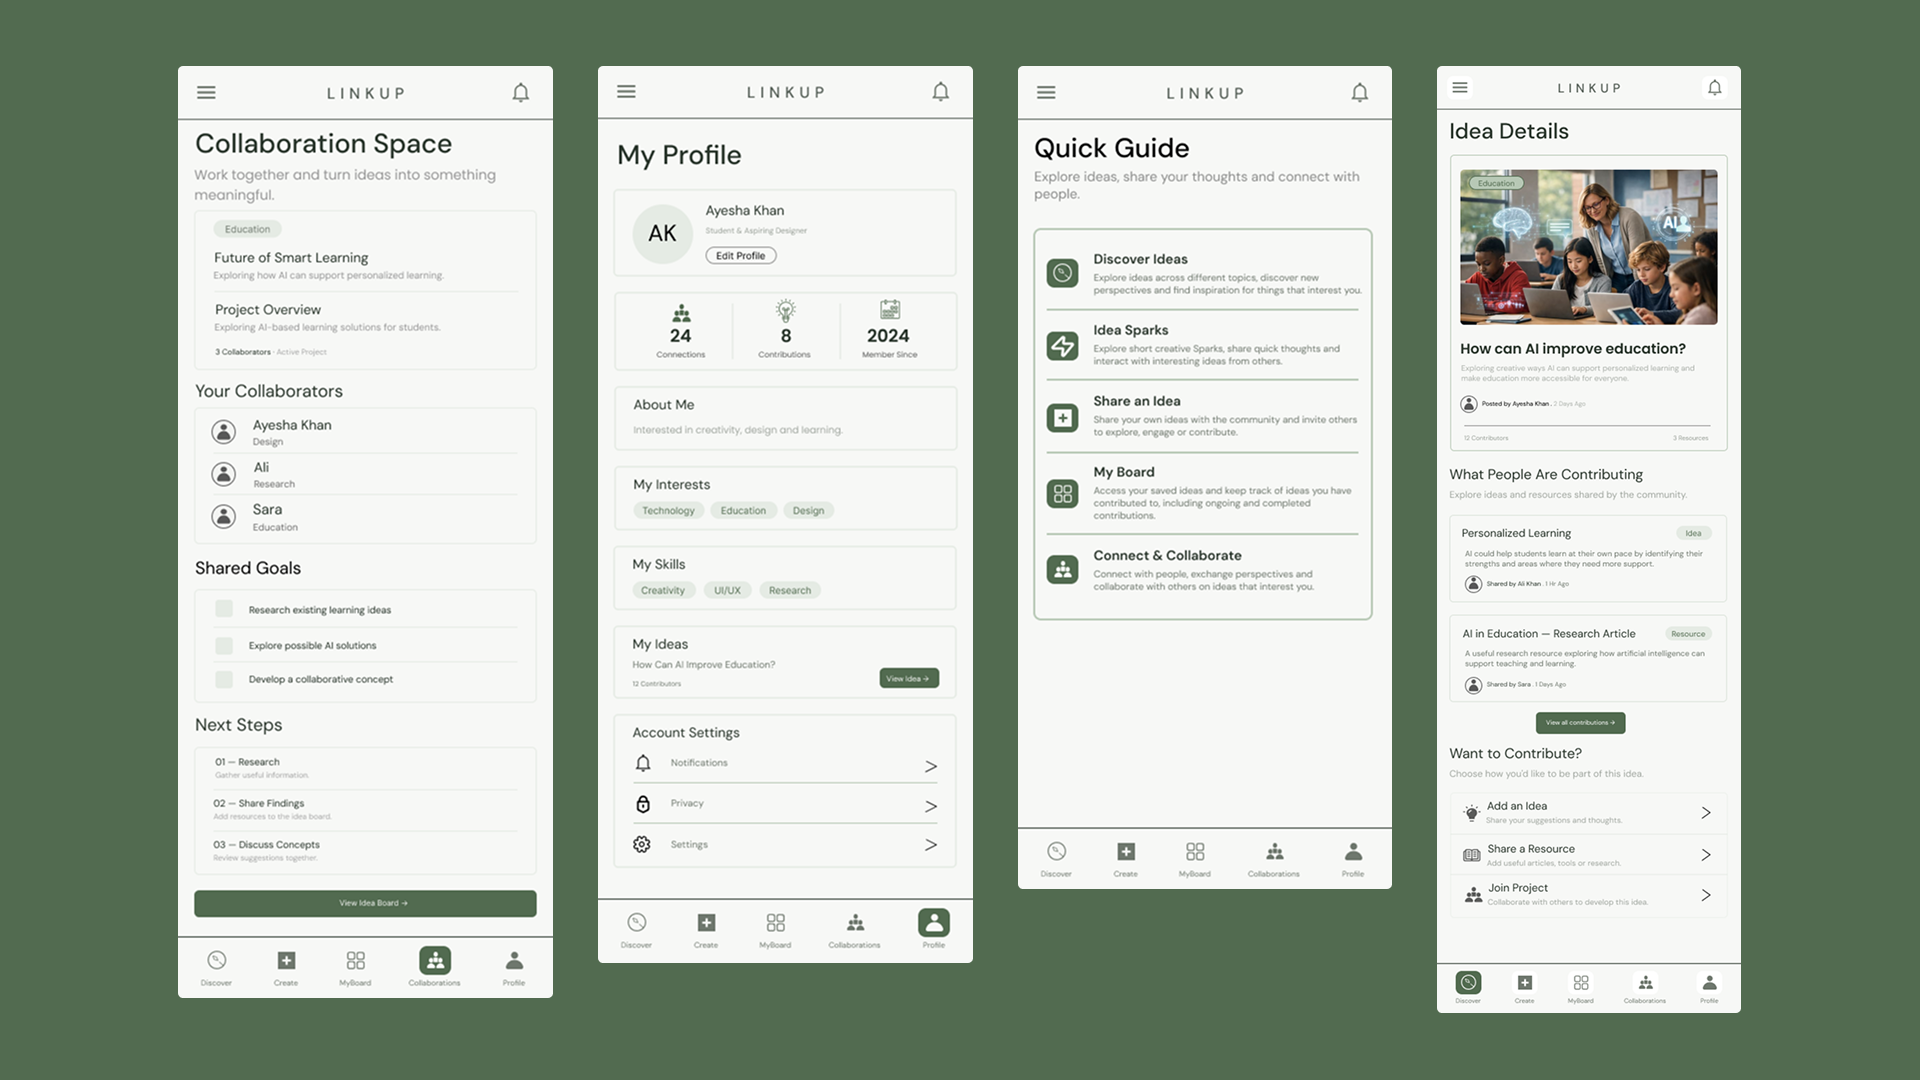 LINKUP
Collaboration Space
Work together and turn ideas into something
meaningful.
Education
Future of Smart Learning
Exploring how AI can support personalized learning.
Project Overview
Exploring AI-based learning solutions for students.
3 Collaborators · Active Project
Your Collaborators
Ayesha Khan
Design
Ali
Research
Sara
Education
Shared Goals
Research existing learning ideas
Explore possible AI solutions
Develop a collaborative concept
Next Steps
01 — Research
Gather useful information.
02 — Share Findings
Add resources to the idea board.
03 — Discuss Concepts
Review suggestions together.
View Idea Board →
Discover
Create
MyBoard
Collaborations
Profile
LINKUP
My Profile
AK
Ayesha Khan
Student & Aspiring Designer
Edit Profile
24
Connections
8
Contributions
2024
Member Since
About Me
Interested in creativity, design and learning.
My Interests
Technology
Education
Design
My Skills
Creativity
UI/UX
Research
My Ideas
How Can AI Improve Education?
12 Contributors
View Idea →
Account Settings
Notifications
Privacy
Settings
Discover
Create
MyBoard
Collaborations
Profile
LINKUP
Quick Guide
Explore ideas, share your thoughts and connect with
people.
Discover Ideas
Explore ideas across different topics, discover new
perspectives and find inspiration for things that interest you.
Idea Sparks
Explore short creative Sparks, share quick thoughts and
interact with interesting ideas from others.
Share an Idea
Share your own ideas with the community and invite others
to explore, engage or contribute.
My Board
Access your saved ideas and keep track of ideas you have
contributed to, including ongoing and completed
contributions.
Connect & Collaborate
Connect with people, exchange perspectives and
collaborate with others on ideas that interest you.
Discover
Create
MyBoard
Collaborations
Profile
LINKUP
Idea Details
Education
AI
How can AI improve education?
Exploring creative ways AI can support personalized learning and
make education more accessible for everyone.
Posted by Ayesha Khan . 2 Days Ago
12 Contributors
3 Resources
What People Are Contributing
Explore ideas and resources shared by the community.
Personalized Learning
Idea
AI could help students learn at their own pace by identifying their
strengths and areas where they need more support.
Shared by Ali Khan . 1 Hr Ago
AI in Education — Research Article
Resource
A useful research resource exploring how artificial intelligence can
support teaching and learning.
Shared by Sara . 1 Days Ago
View all contributions →
Want to Contribute?
Choose how you'd like to be part of this idea.
Add an Idea
Share your suggestions and thoughts.
Share a Resource
Add useful articles, tools or research.
Join Project
Collaborate with others to develop this idea.
Discover
Create
MyBoard
Collaborations
Profile